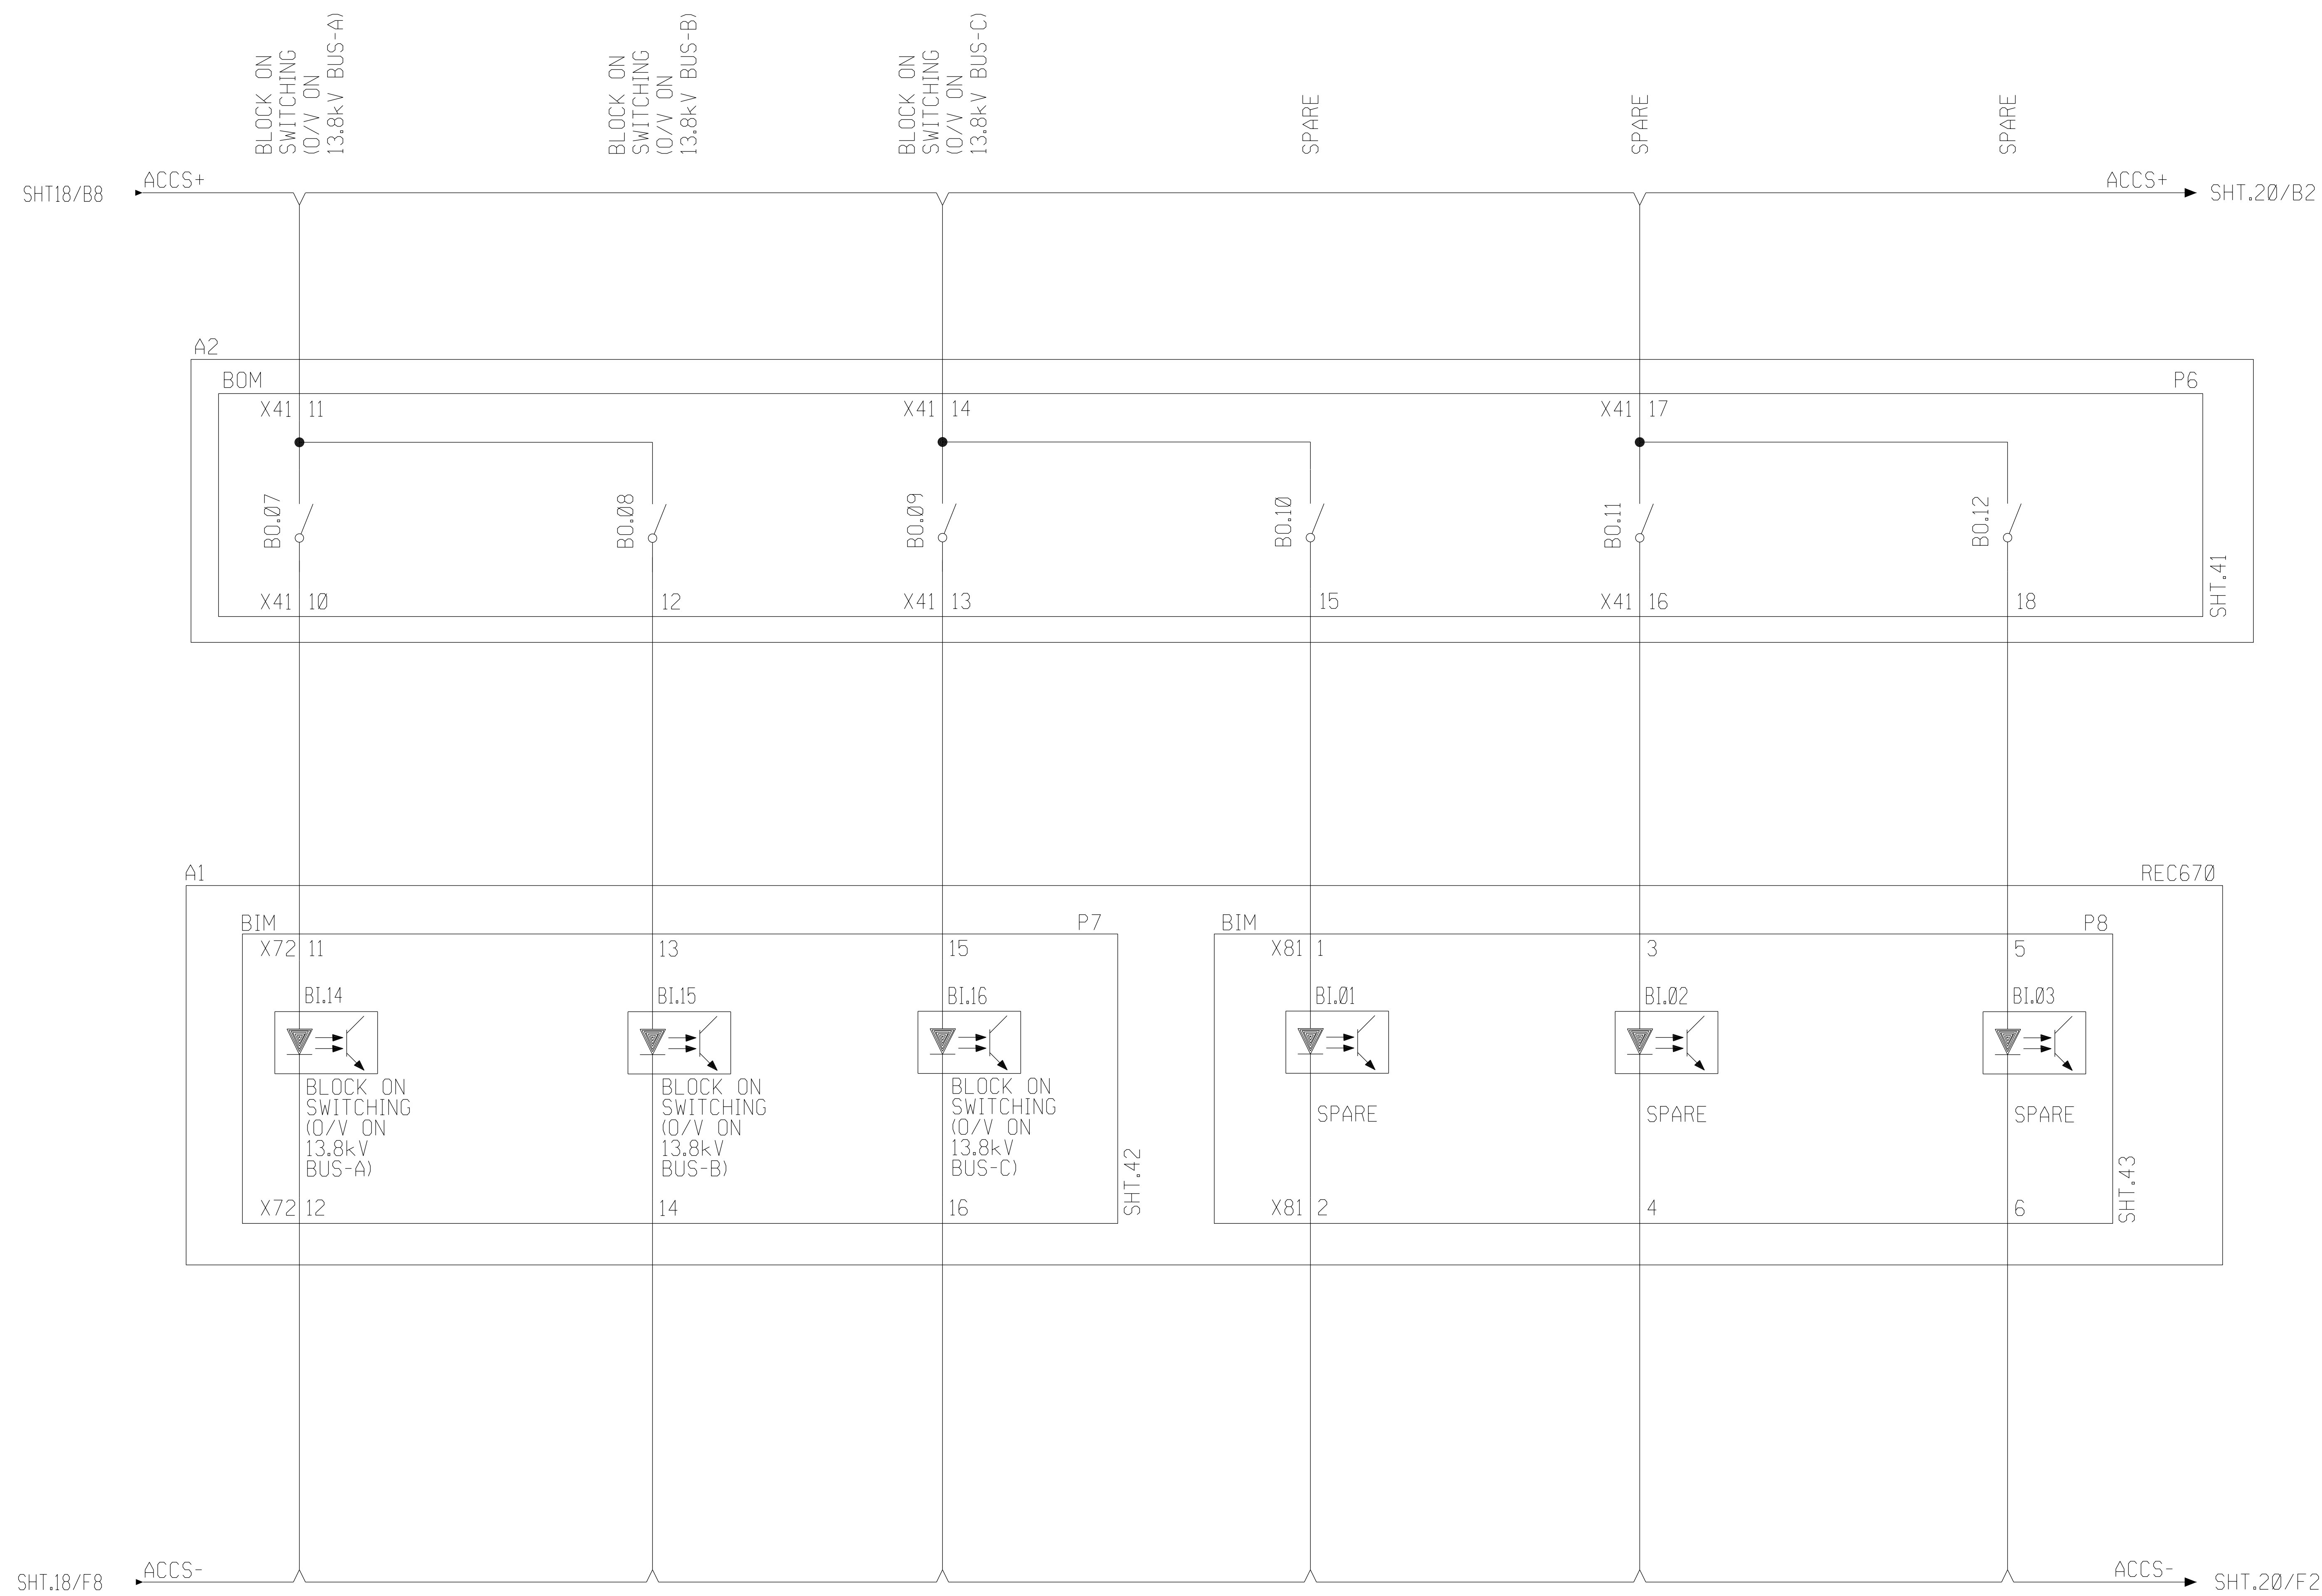 BLOCK ON
SWITCHING
(O/V ON
13.8kV BUS-A)
BLOCK ON
SWITCHING
(O/V ON
13.8kV BUS-B)
BLOCK ON
SWITCHING
(O/V ON
13.8kV BUS-C)
SPARE
SPARE
SPARE
SHT18/B8
ACCS+
ACCS+
SHT.20/B2
A2
BOM
P6
X41 11
X41 14
X41 17
BO.07
BO.08
BO.09
BO.10
BO.11
BO.12
X41 10
12
X41 13
15
X41 16
18
SHT.41
A1
REC670
BIM
P7
BIM
P8
X72 11
13
15
X81 1
3
5
BI.14
BI.15
BI.16
BI.01
BI.02
BI.03
BLOCK ON
SWITCHING
(O/V ON
13.8kV
BUS-A)
BLOCK ON
SWITCHING
(O/V ON
13.8kV
BUS-B)
BLOCK ON
SWITCHING
(O/V ON
13.8kV
BUS-C)
SPARE
SPARE
SPARE
X72 12
14
16
SHT.42
X81 2
4
6
SHT.43
SHT.18/F8
ACCS-
ACCS-
SHT.20/F2